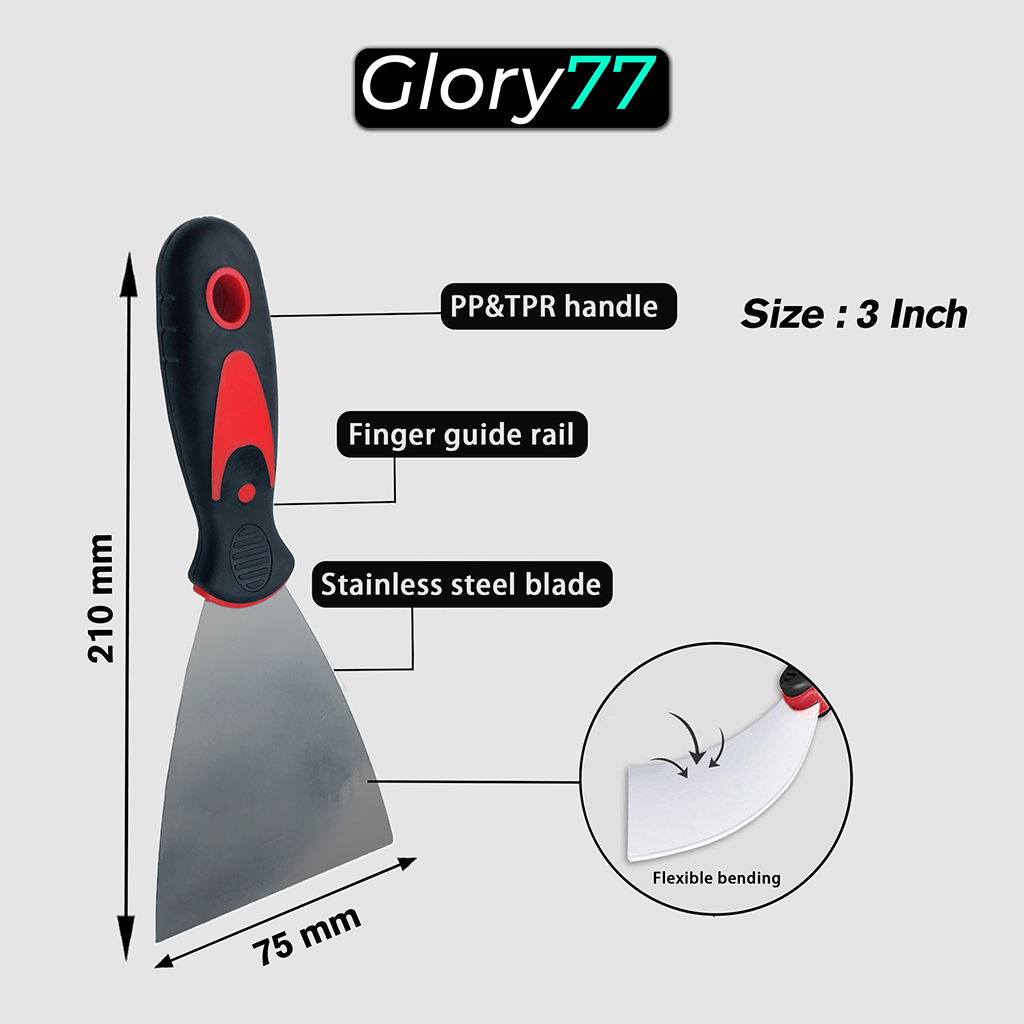 Glory77
PP&TPR handle
Size : 3 Inch
Finger guide rail
210 mm
Stainless steel blade
Flexible bending
75 mm